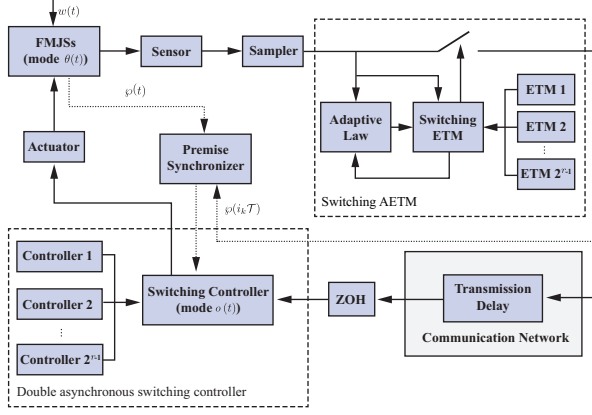 w(t)
FMJSs
(mode θ(t))
Sensor
Sampler
℘(t)
Actuator
Premise
Synchronizer
Adaptive
Law
Switching
ETM
ETM 1
ETM 2
⋮
ETM 2^{r-1}
Switching AETM
℘(i_k𝒯)
Controller 1
Controller 2
⋮
Controller 2^{r-1}
Switching Controller
(mode o(t))
ZOH
Transmission
Delay
Communication Network
Double asynchronous switching controller